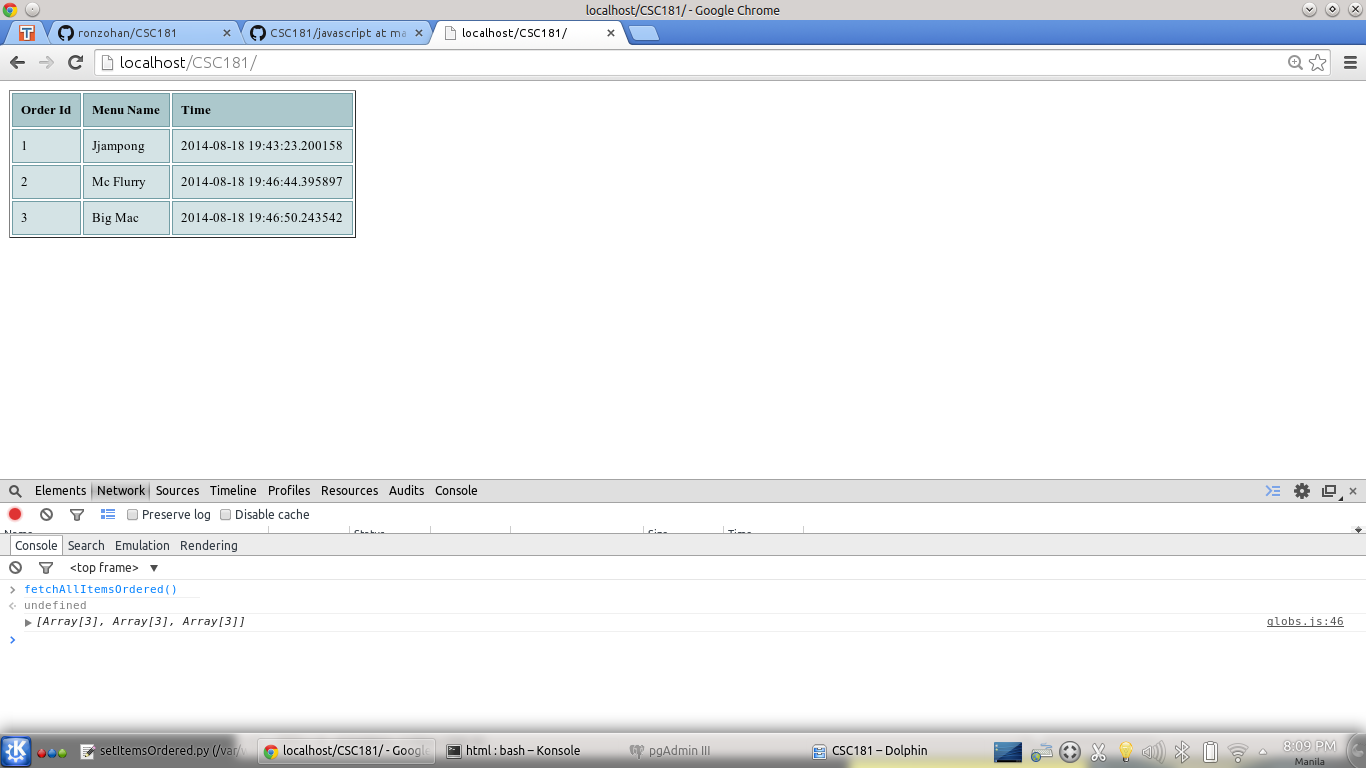 localhost/CSC181/ - Google Chrome
ronzohan/CSC181
CSC181/javascript at ma
localhost/CSC181/
localhost/CSC181/
Order Id Menu Name Time
1 Jjampong 2014-08-18 19:43:23.200158
2 Mc Flurry 2014-08-18 19:46:44.395897
3 Big Mac 2014-08-18 19:46:50.243542
Elements Network Sources Timeline Profiles Resources Audits Console
Preserve log Disable cache
Name Status Size Time
Console Search Emulation Rendering
<top frame>
fetchAllItemsOrdered()
undefined
[Array[3], Array[3], Array[3]] globs.js:46
setItemsOrdered.py (/var/v
localhost/CSC181/ - Google
html : bash – Konsole
pgAdmin III
CSC181 – Dolphin
8:09 PM
Manila